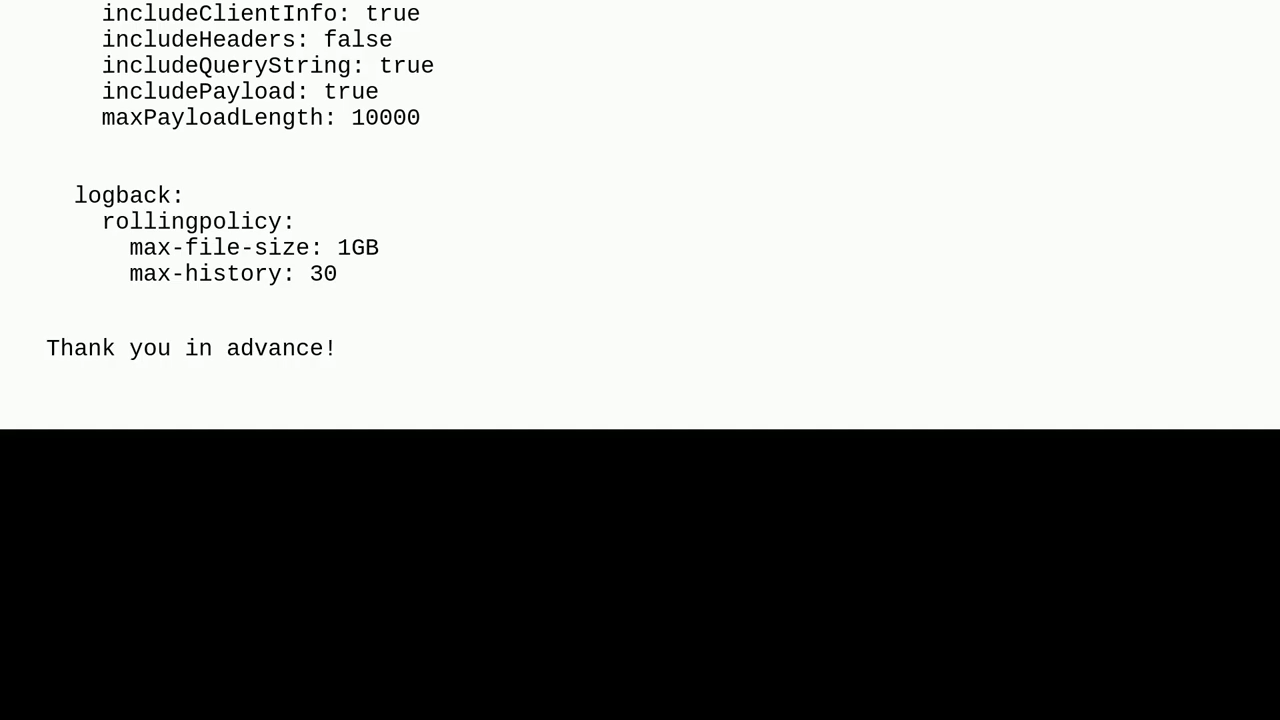 includeClientInfo: true
includeHeaders: false
includeQueryString: true
includePayload: true
maxPayloadLength: 10000
logback:
rollingpolicy:
max-file-size: 1GB
max-history: 30
Thank you in advance!